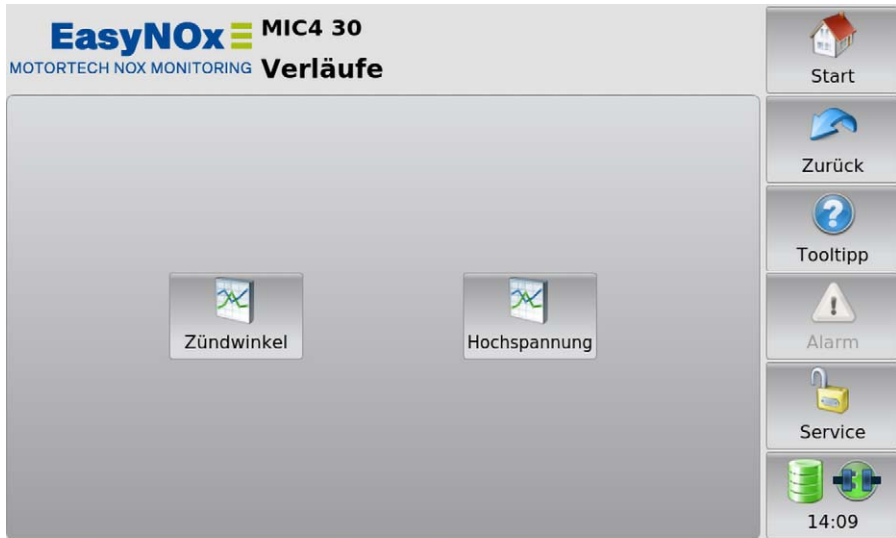 EasyNOx
MOTORTECH NOX MONITORING
MIC4 30
Verläufe
Zündwinkel
Hochspannung
Start
Zurück
Tooltipp
Alarm
Service
14:09